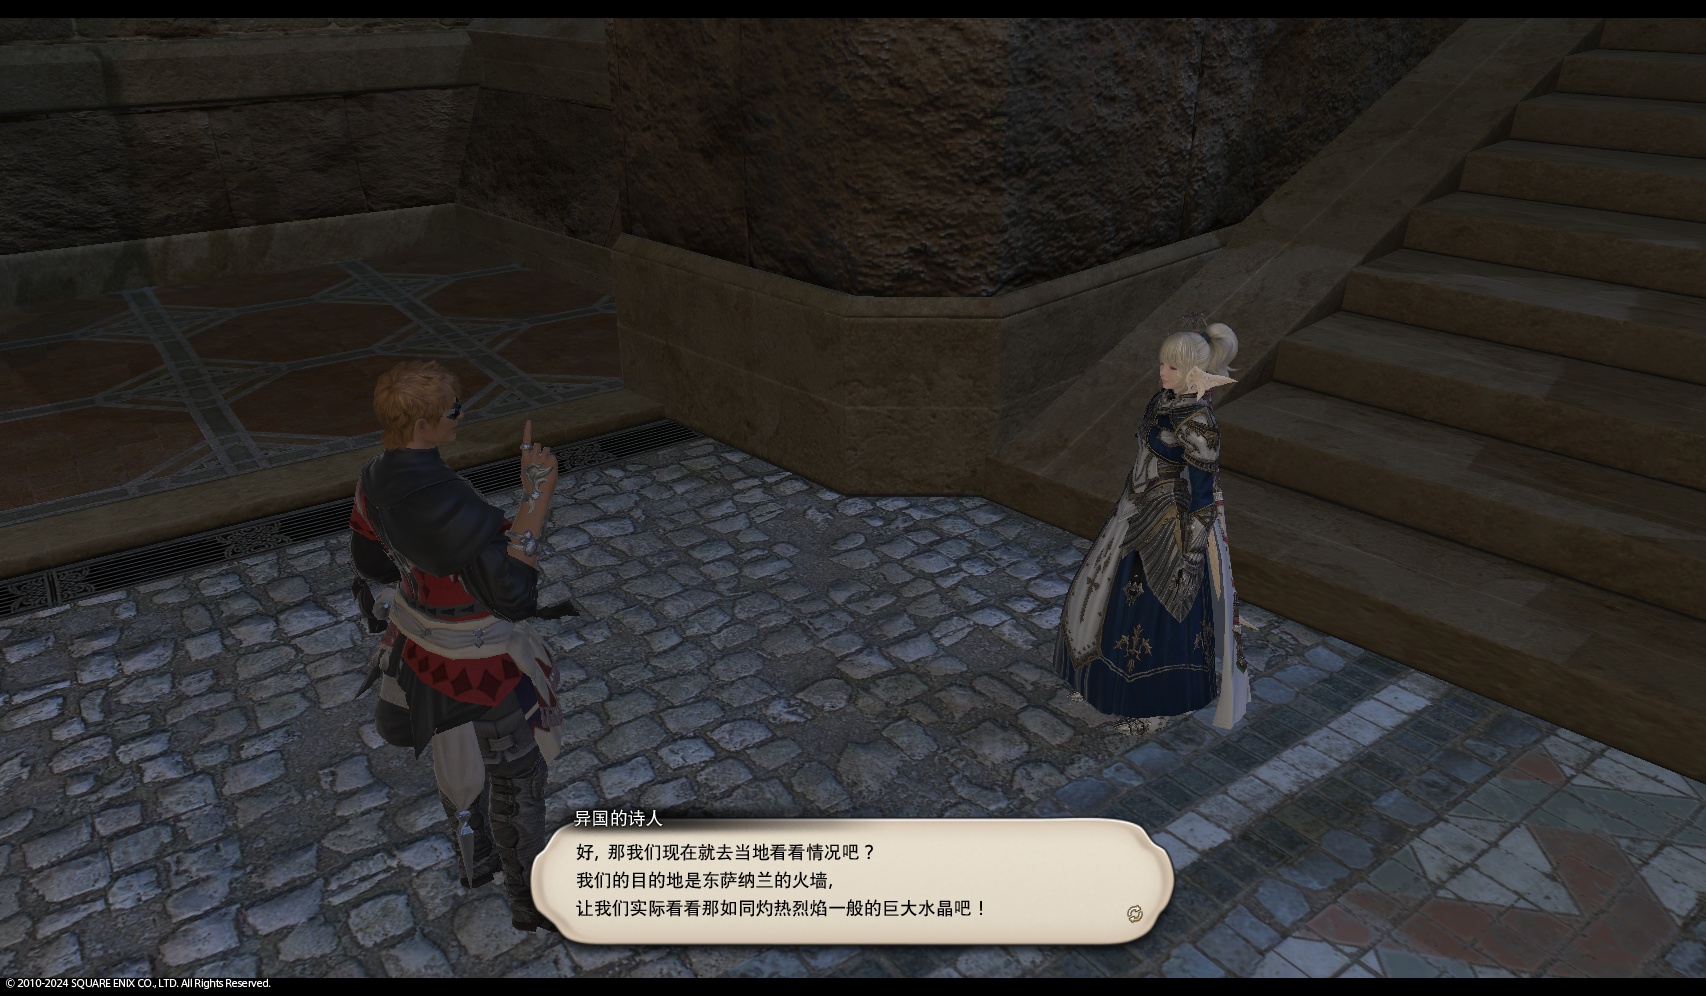 异国的诗人
好，那我们现在就去当地看看情况吧？
我们的目的地是东萨纳兰的火墙，
让我们实际看看那如同灼热烈焰一般的巨大水晶吧！
© 2010-2024 SQUARE ENIX CO., LTD. All Rights Reserved.